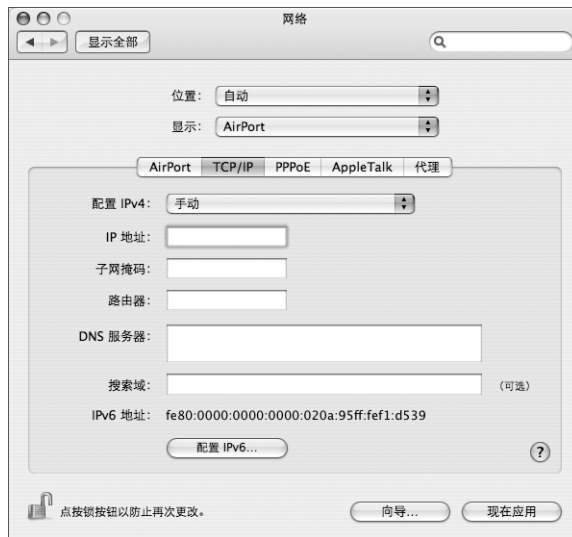 网络
显示全部
位置: 自动
显示: AirPort
AirPort TCP/IP PPPoE AppleTalk 代理
配置 IPv4: 手动
IP 地址:
子网掩码:
路由器:
DNS 服务器:
搜索域: (可选)
IPv6 地址: fe80:0000:0000:0000:020a:95ff:fef1:d539
配置 IPv6...
?
点按锁按钮以防止再次更改。 向导... 现在应用